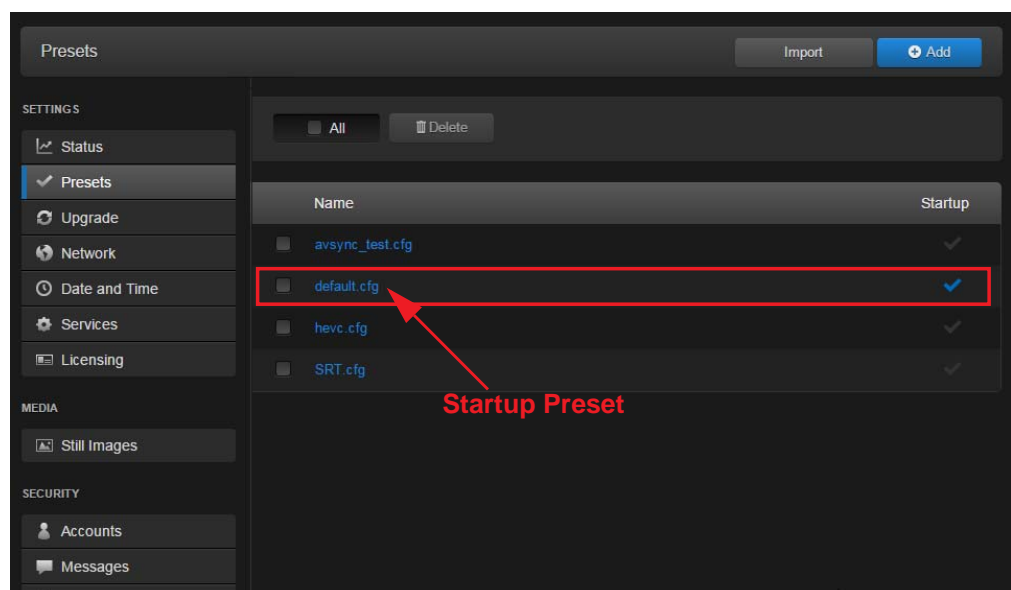 Presets
Import
Add
SETTINGS
Status
Presets
Upgrade
Network
Date and Time
Services
Licensing
MEDIA
Still Images
SECURITY
Accounts
Messages
All
Delete
Name Startup
avsync_test.cfg
default.cfg
hevc.cfg
SRT.cfg
Startup Preset